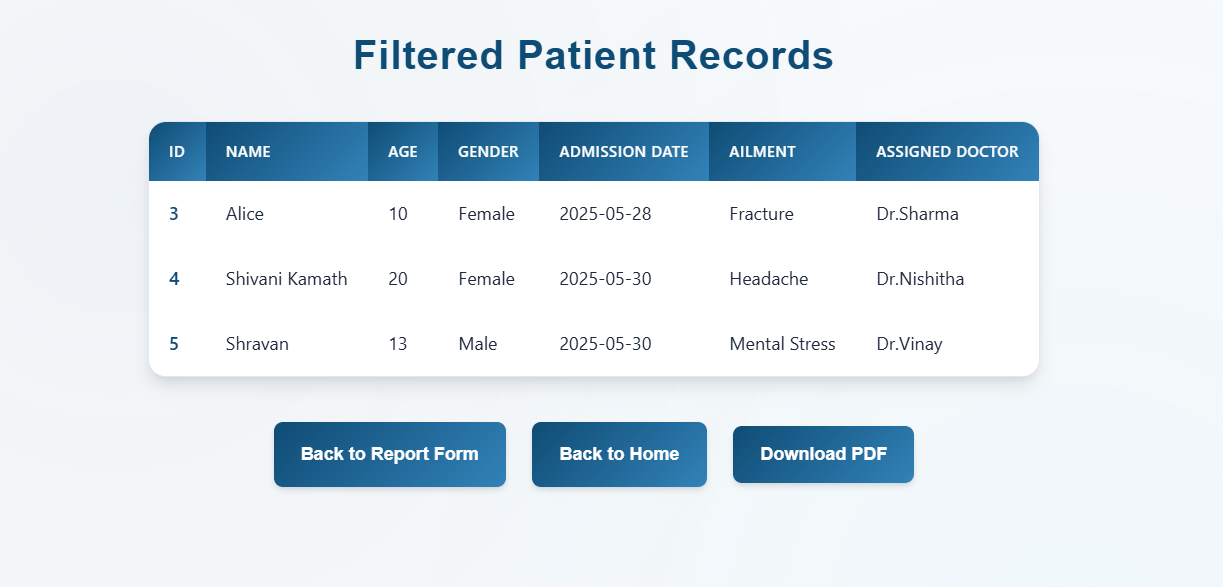 Filtered Patient Records
ID NAME AGE GENDER ADMISSION DATE AILMENT ASSIGNED DOCTOR
3 Alice 10 Female 2025-05-28 Fracture Dr.Sharma
4 Shivani Kamath 20 Female 2025-05-30 Headache Dr.Nishitha
5 Shravan 13 Male 2025-05-30 Mental Stress Dr.Vinay
Back to Report Form Back to Home Download PDF